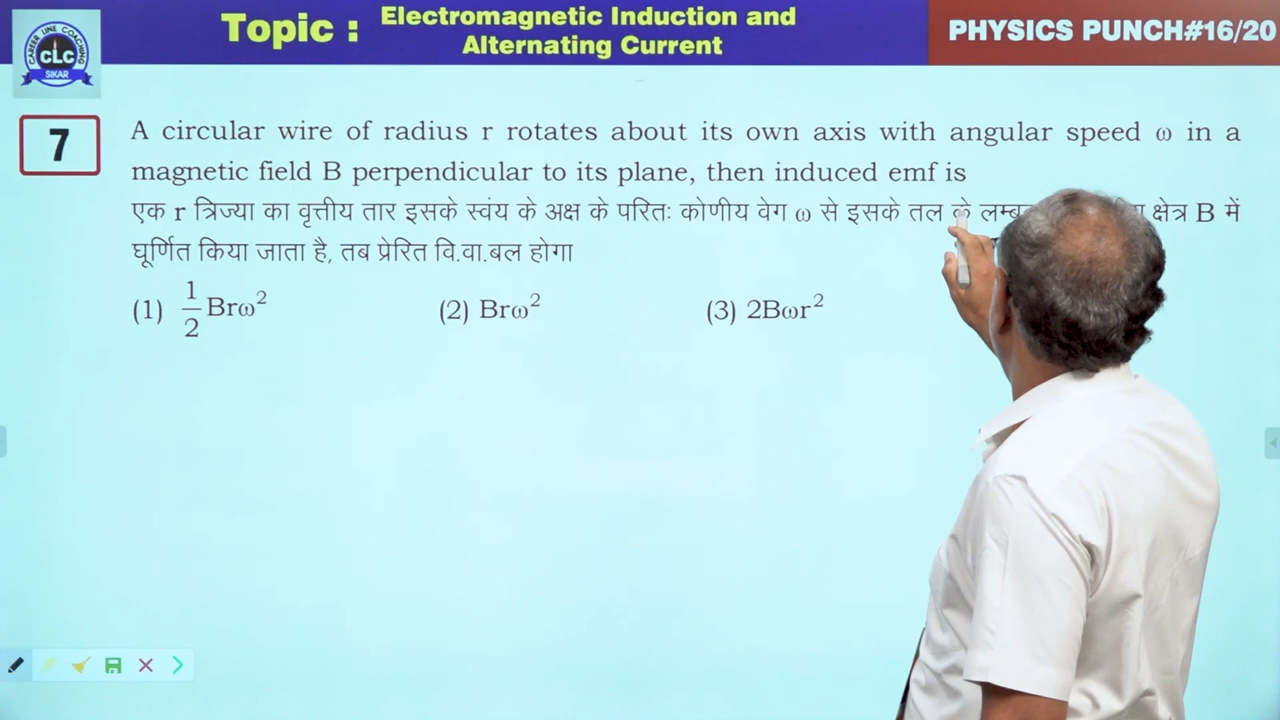 CAREER LINE COACHING
CLC
SIKAR
Topic :
Electromagnetic Induction and
Alternating Current
PHYSICS PUNCH#16/20
7
A circular wire of radius r rotates about its own axis with angular speed ω in a
magnetic field B perpendicular to its plane, then induced emf is
एक r त्रिज्या का वृत्तीय तार इसके स्वंय के अक्ष के परितः कोणीय वेग ω से इसके तल के क्षेत्र B में
घूर्णित किया जाता है, तब प्रेरित वि.वा.बल होगा
(1) 1/2 Brω² (2) Brω² (3) 2Bωr²